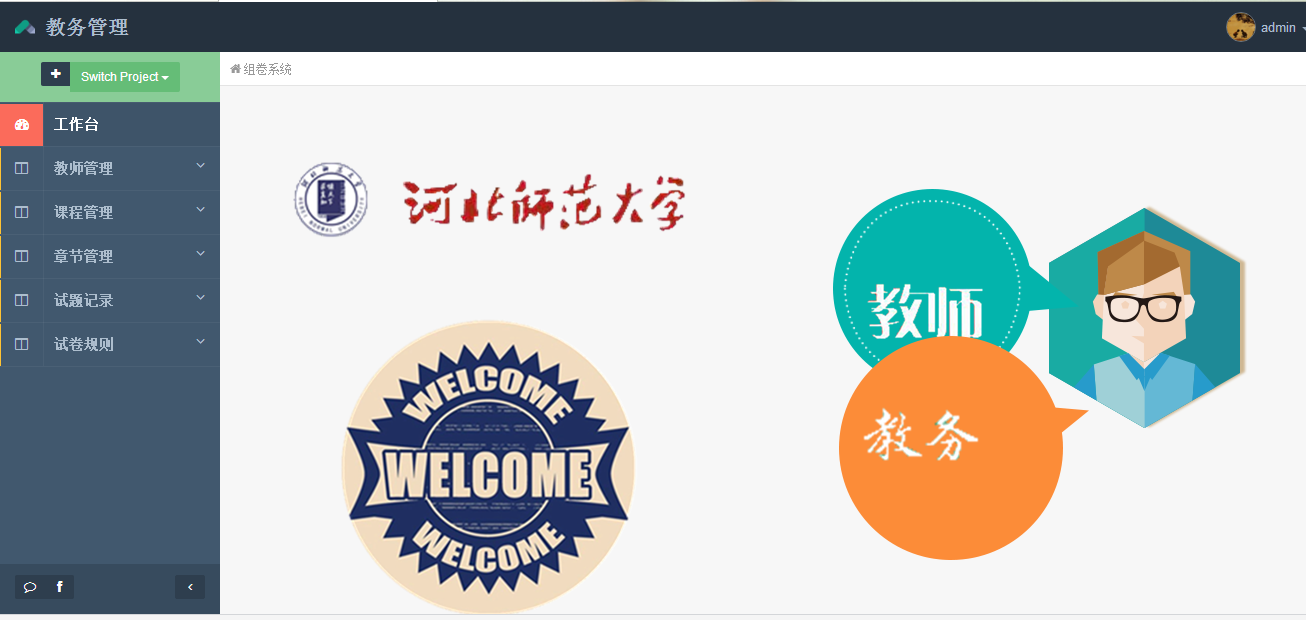 教务管理
admin
Switch Project
组卷系统
工作台
教师管理
课程管理
章节管理
试题记录
试卷规则
河北师范大学
教师
教务
WELCOME
WELCOME
WELCOME